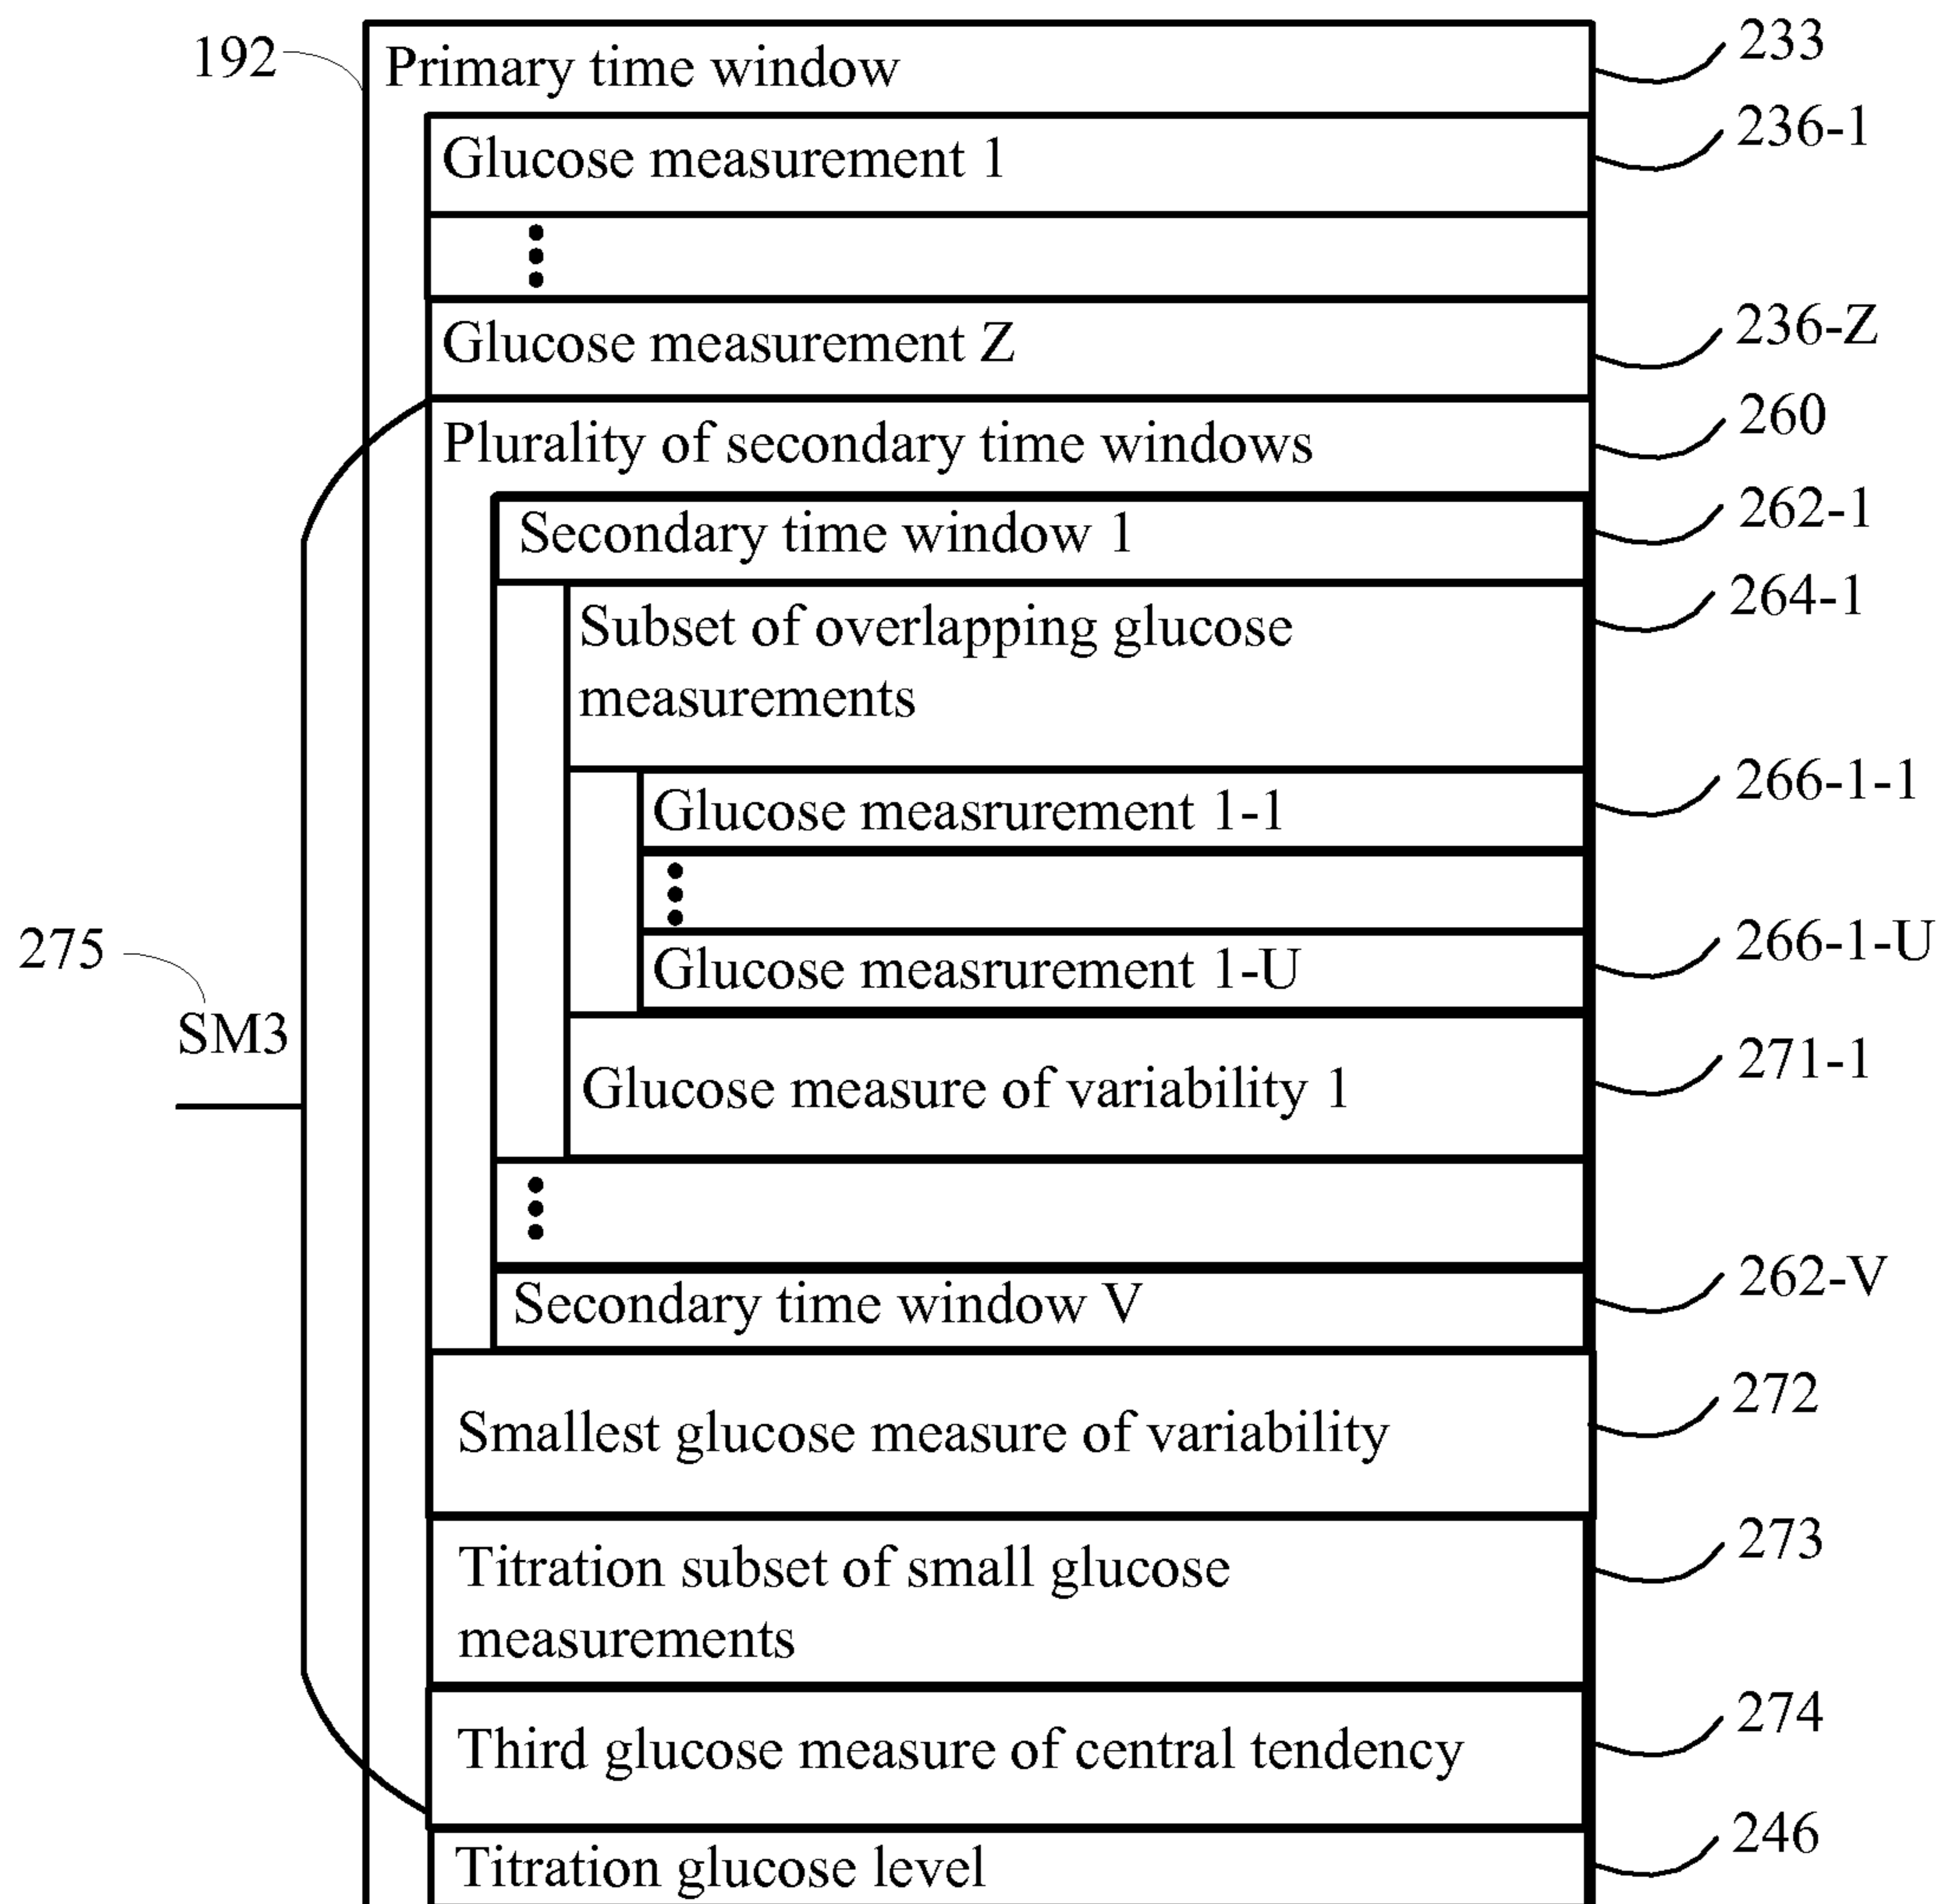 192
Primary time window
233
Glucose measurement 1
236-1
Glucose measurement Z
236-Z
Plurality of secondary time windows
260
Secondary time window 1
262-1
Subset of overlapping glucose
measurements
264-1
Glucose measrurement 1-1
266-1-1
Glucose measrurement 1-U
266-1-U
275
SM3
Glucose measure of variability 1
271-1
Secondary time window V
262-V
Smallest glucose measure of variability
272
Titration subset of small glucose
measurements
273
Third glucose measure of central tendency
274
Titration glucose level
246